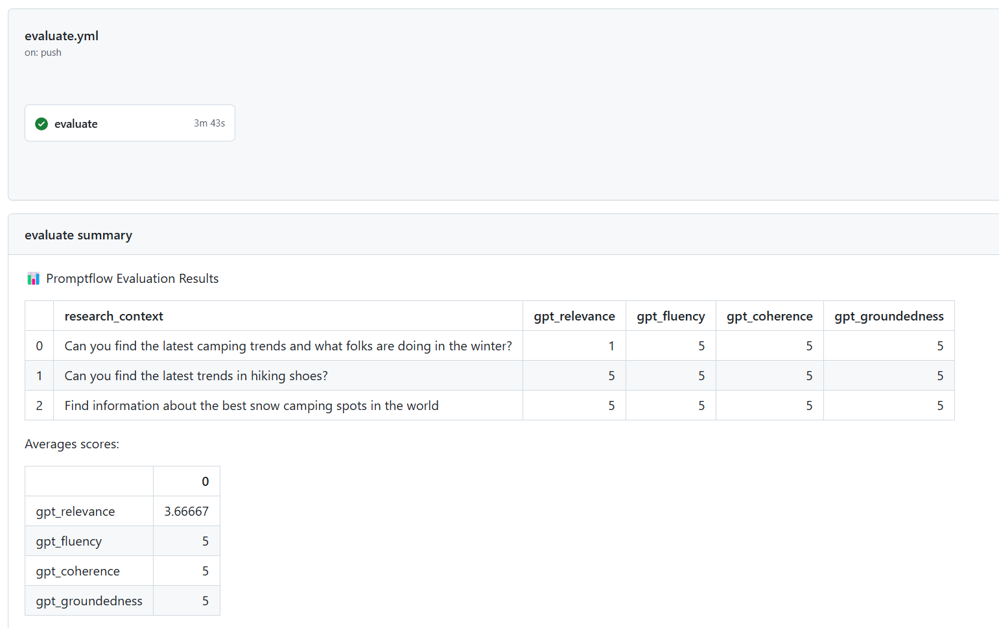 evaluate.yml
on: push
evaluate 3m 43s
evaluate summary
Promptflow Evaluation Results
research_context gpt_relevance gpt_fluency gpt_coherence gpt_groundedness
0 Can you find the latest camping trends and what folks are doing in the winter? 1 5 5 5
1 Can you find the latest trends in hiking shoes? 5 5 5 5
2 Find information about the best snow camping spots in the world 5 5 5 5
Averages scores:
0
gpt_relevance 3.66667
gpt_fluency 5
gpt_coherence 5
gpt_groundedness 5